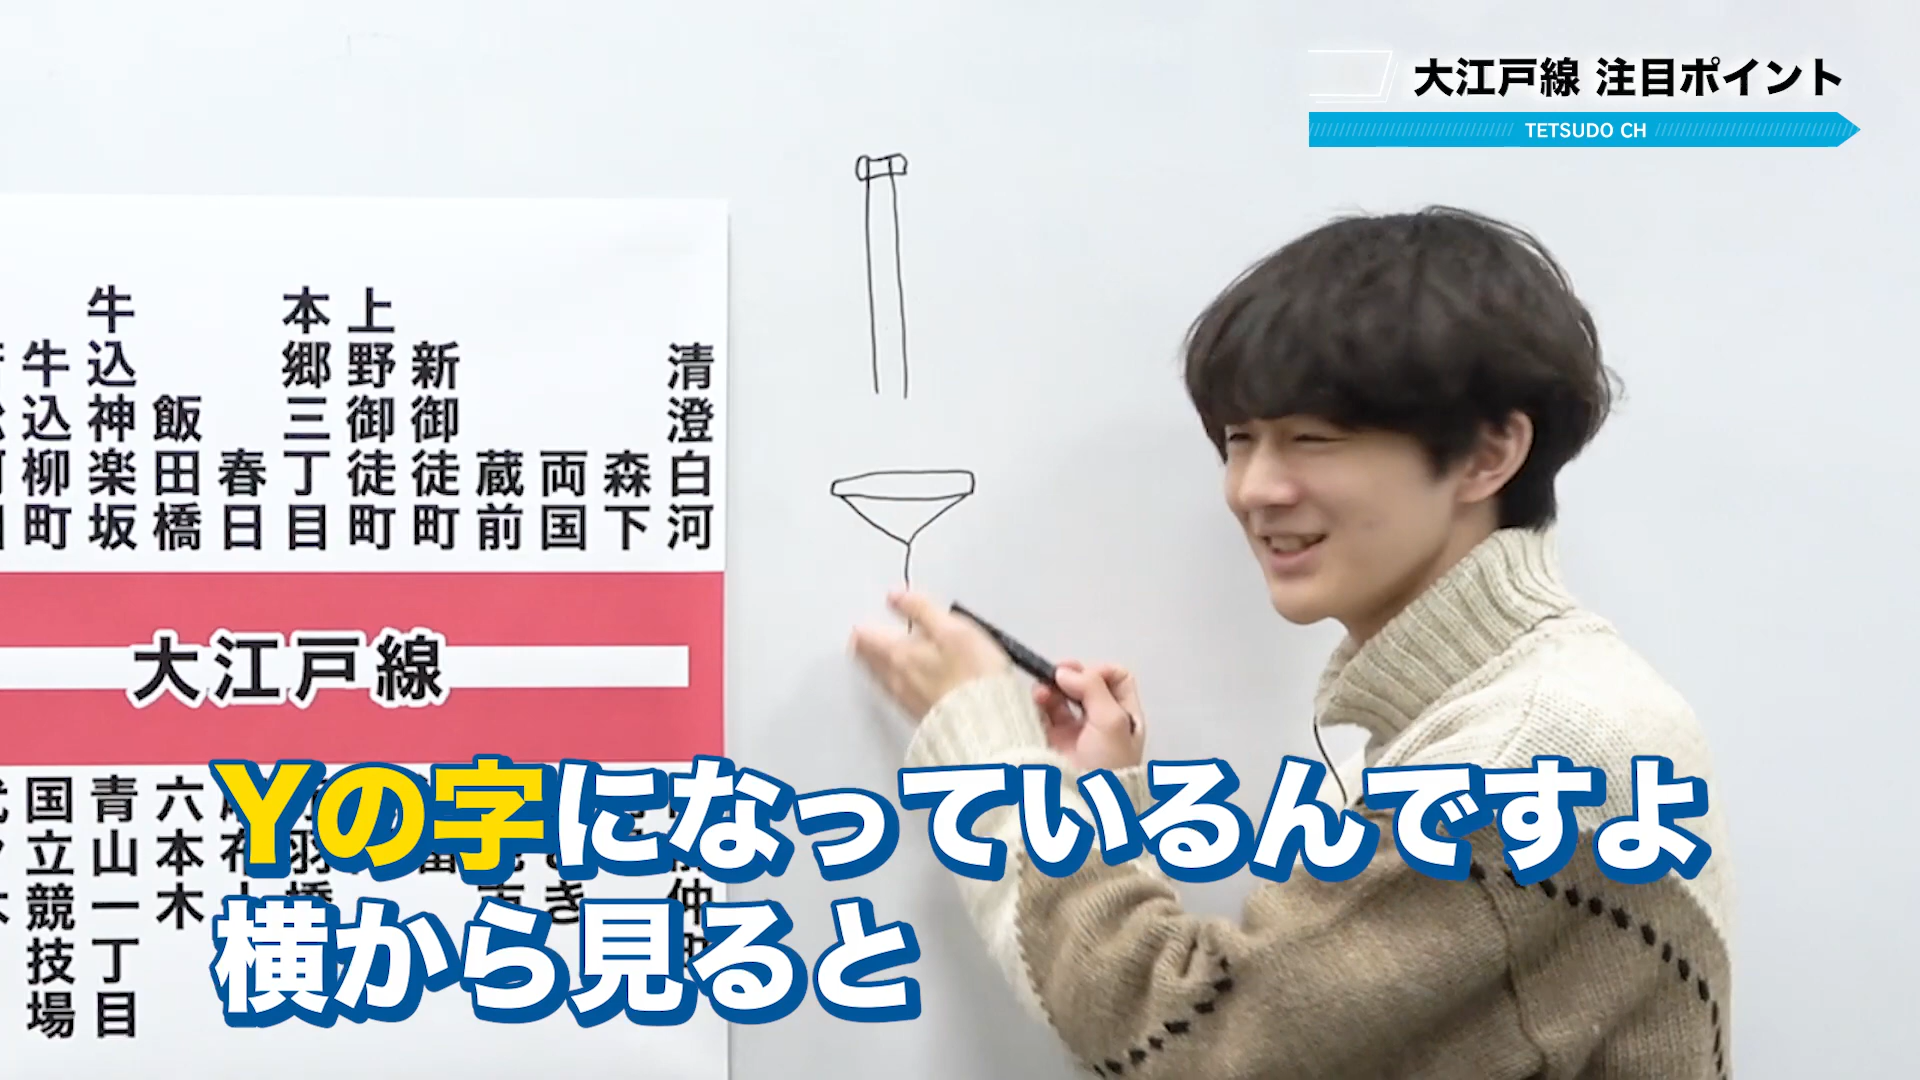 大江戸線 注目ポイント
TETSUDO CH
牛込柳町
牛込神楽坂
飯田橋
春日
本郷三丁目
上野御徒町
新御徒町
蔵前
両国
森下
清澄白河
大江戸線
国立競技場
青山一丁目
六本木
Yの字になっているんですよ
横から見ると